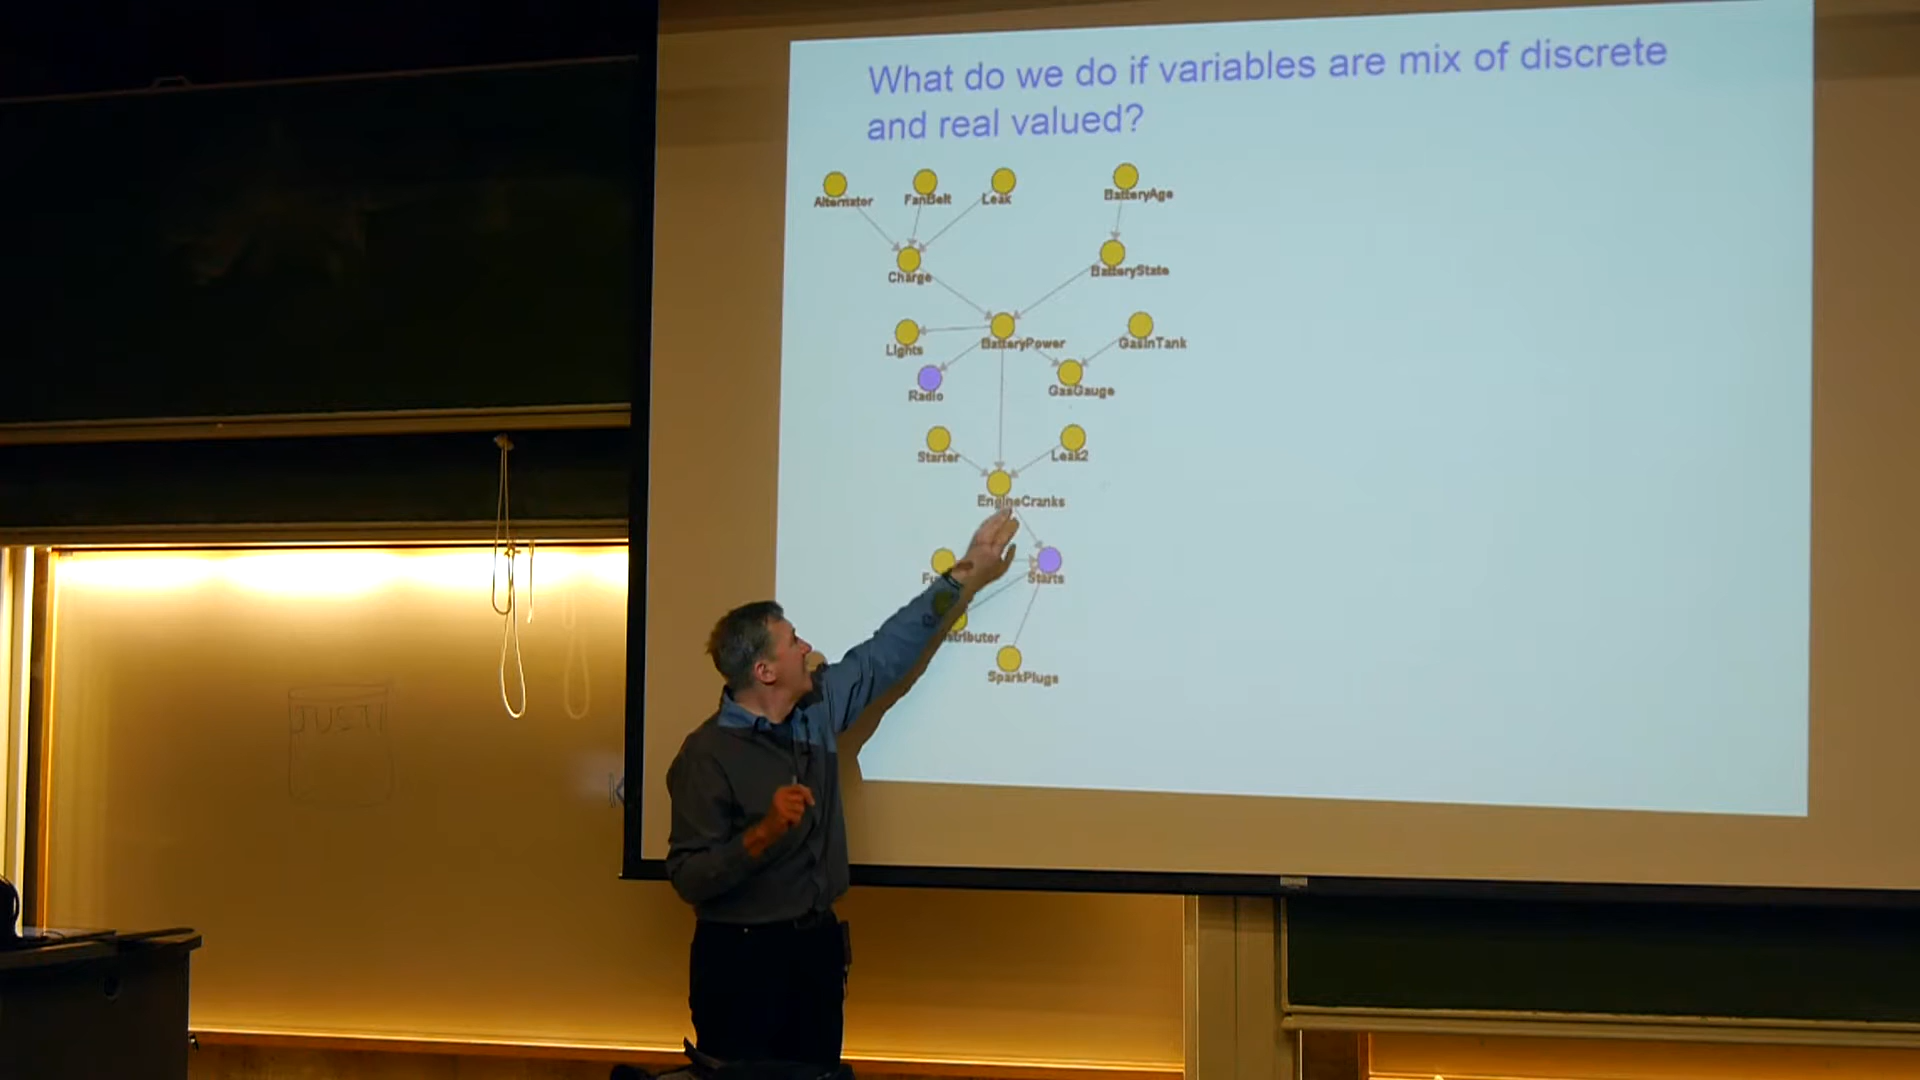 What do we do if variables are mix of discrete
and real valued?
Alternator FanBelt Leak BatteryAge
Charge BatteryState
Lights BatteryPower GasInTank
Radio GasGauge
Starter Leak2
EngineCranks
Starts
SparkPlugs
JUSTI
K